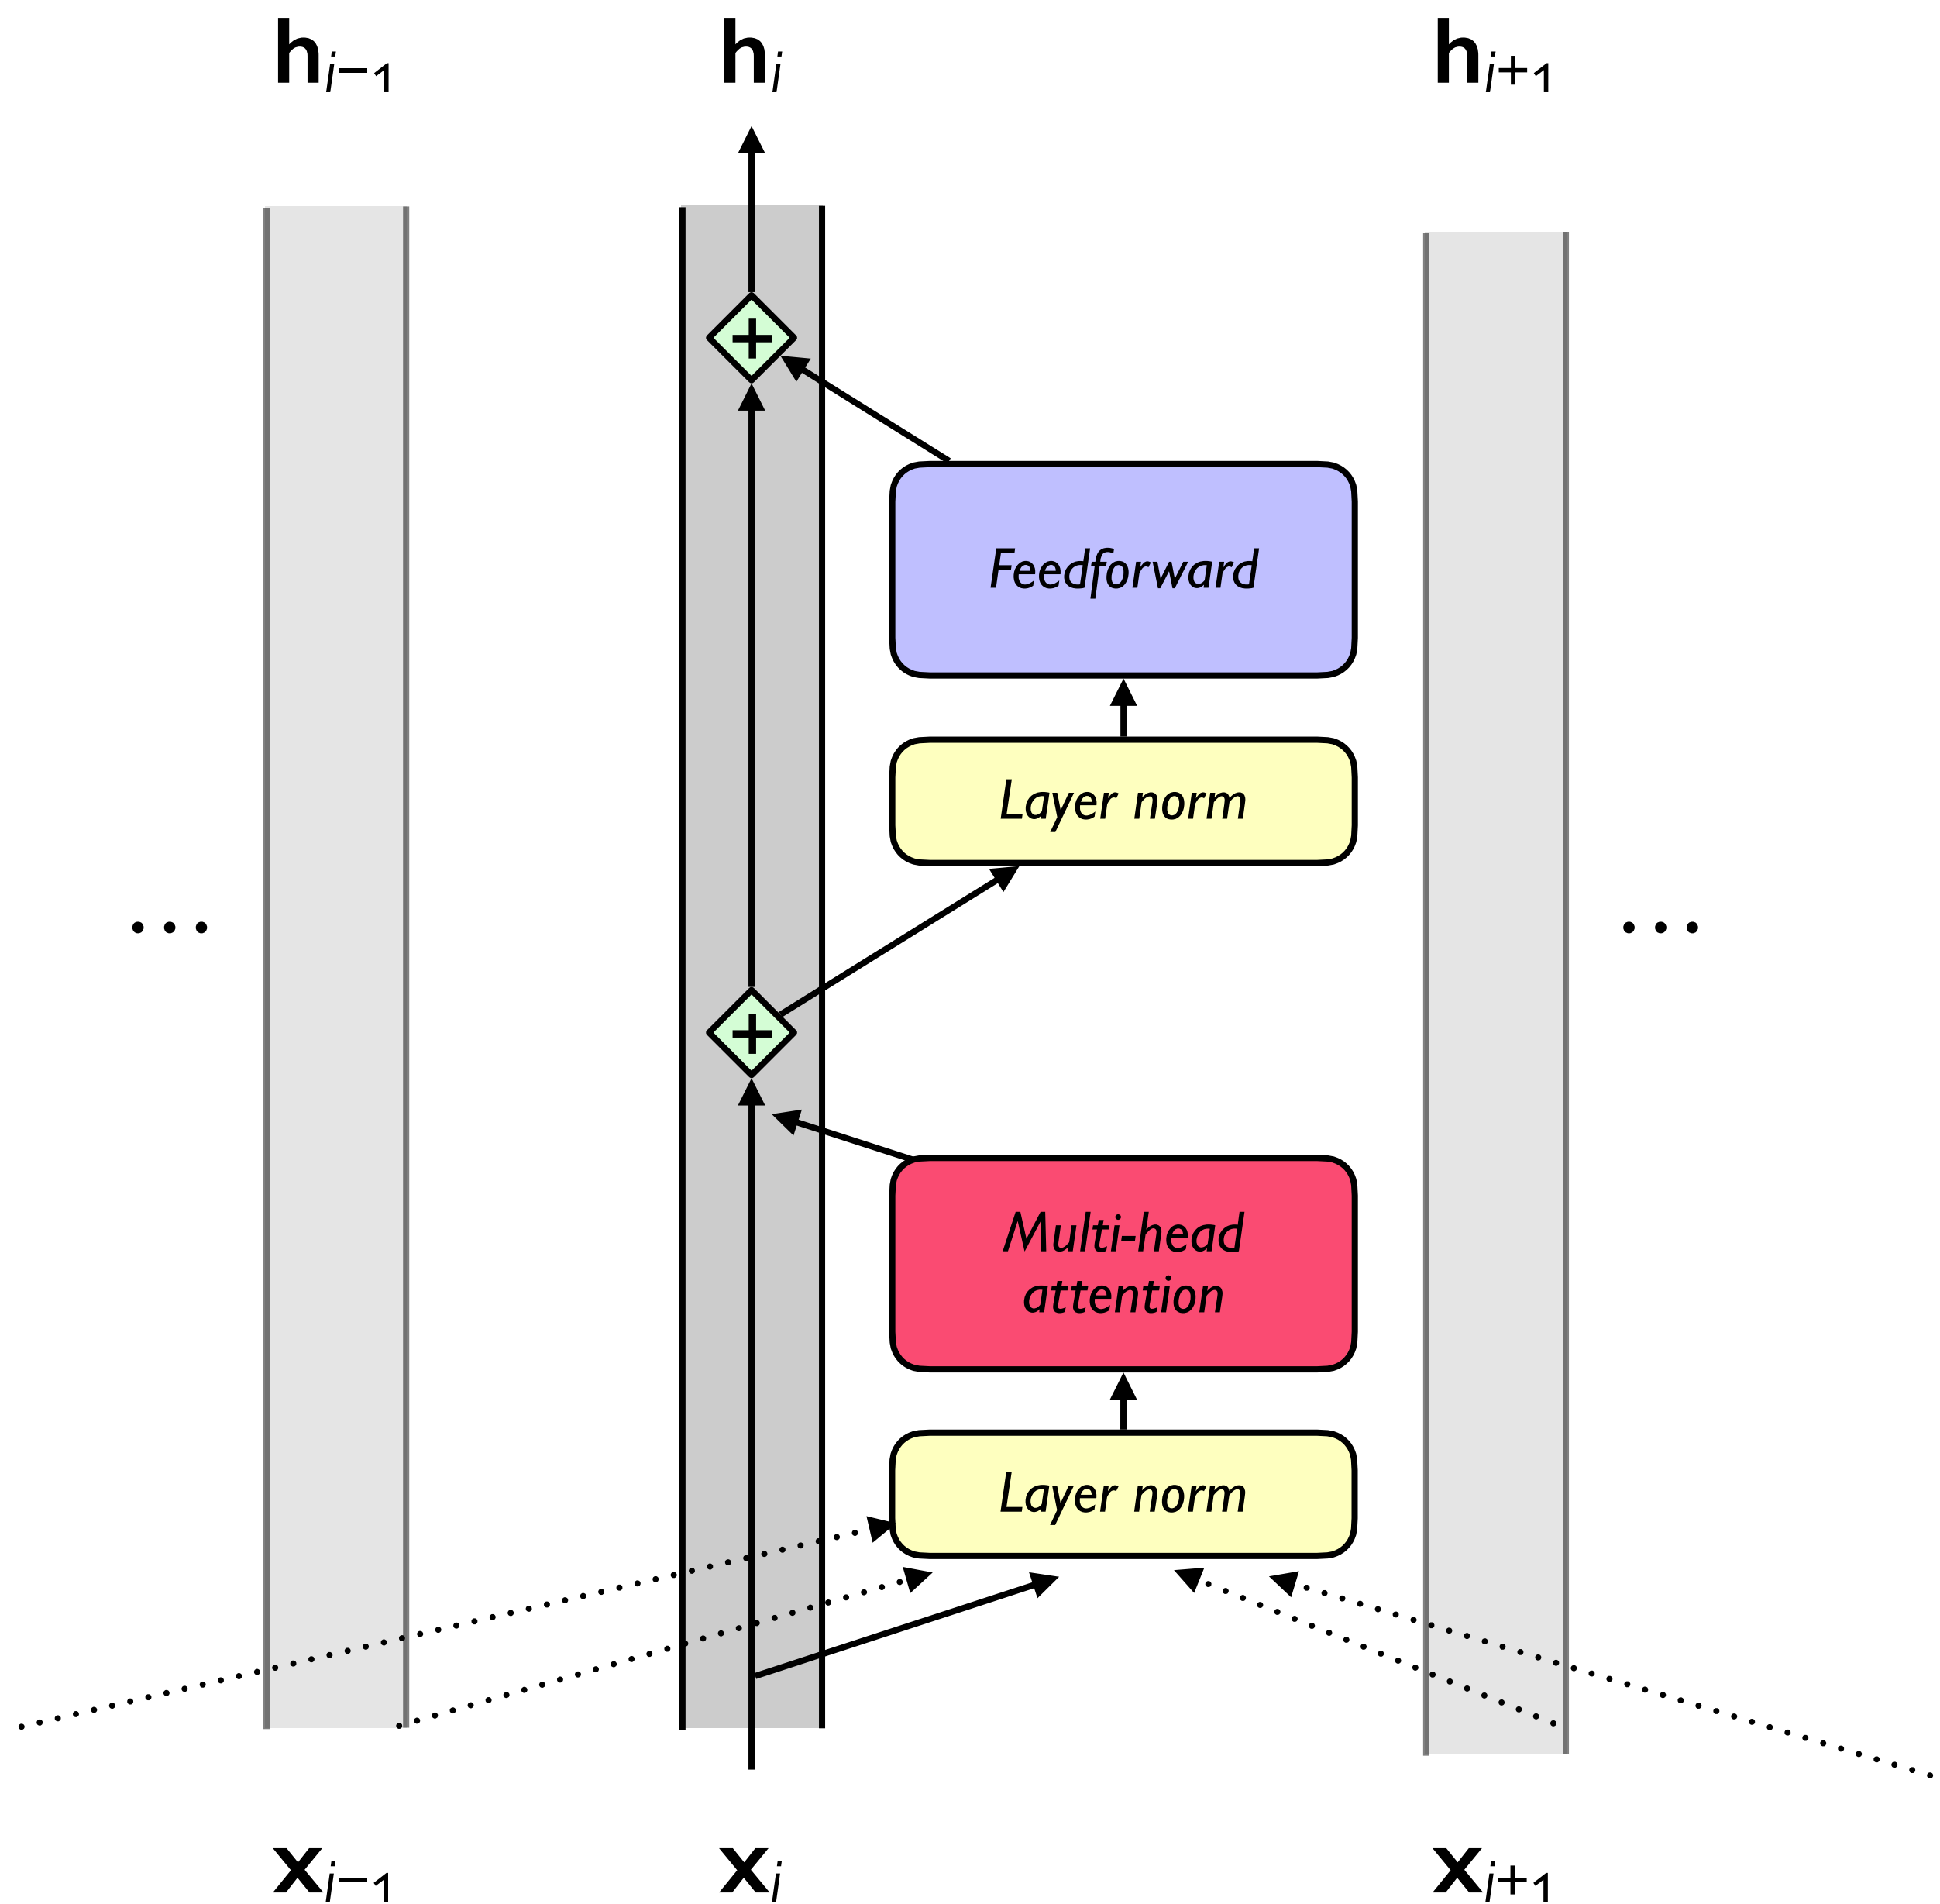 h_{i−1} h_i h_{i+1}
+
Feedforward
Layer norm
... ...
+
Multi-head
attention
Layer norm
x_{i−1} x_i x_{i+1}